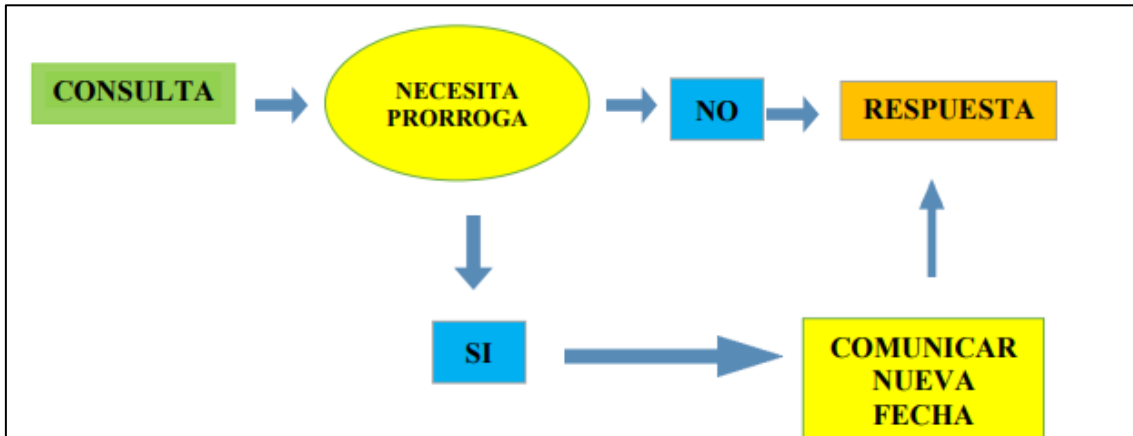 CONSULTA
NECESITA
PRORROGA
NO
RESPUESTA
SI
COMUNICAR
NUEVA
FECHA